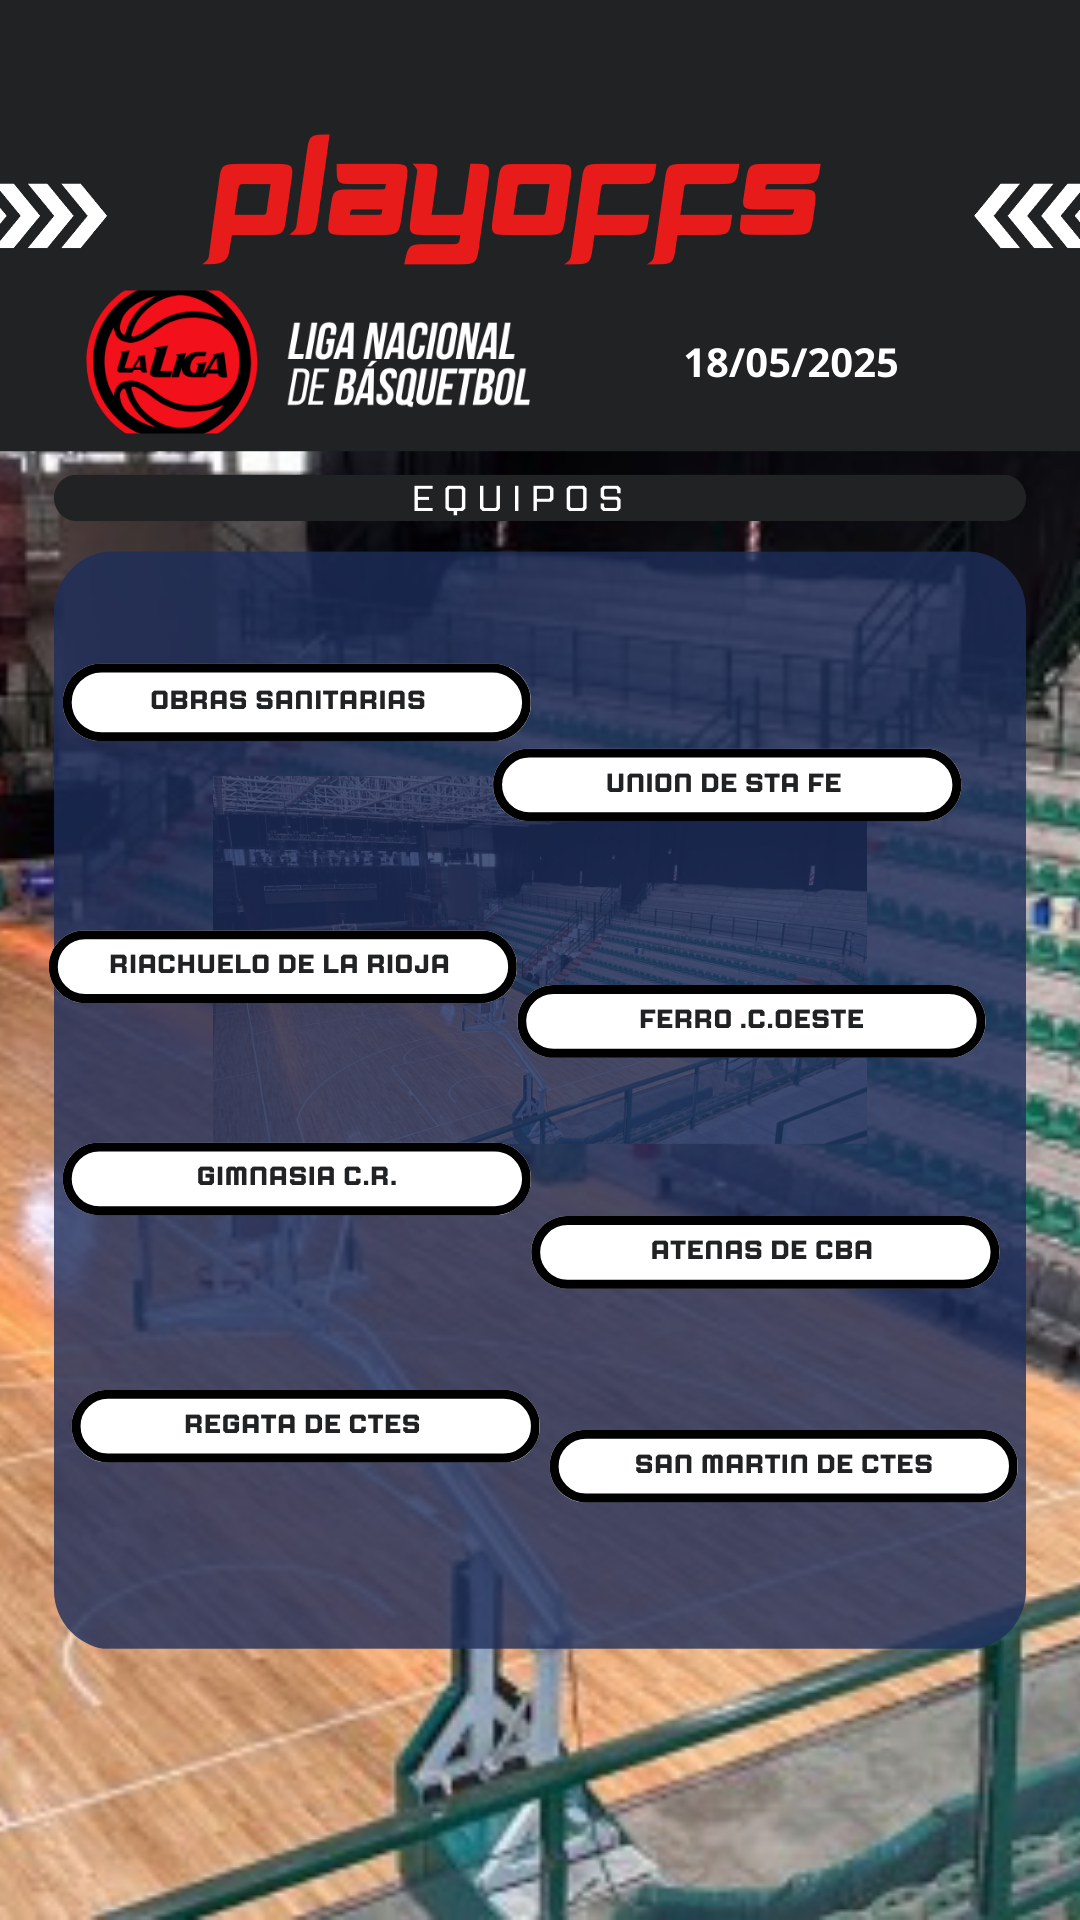 playoffs
LA LIGA
LIGA NACIONAL
DE BÁSQUETBOL
18/05/2025
EQUIPOS
OBRAS SANITARIAS
UNION DE STA FE
RIACHUELO DE LA RIOJA
FERRO .C.OESTE
GIMNASIA C.R.
ATENAS DE CBA
REGATA DE CTES
SAN MARTIN DE CTES